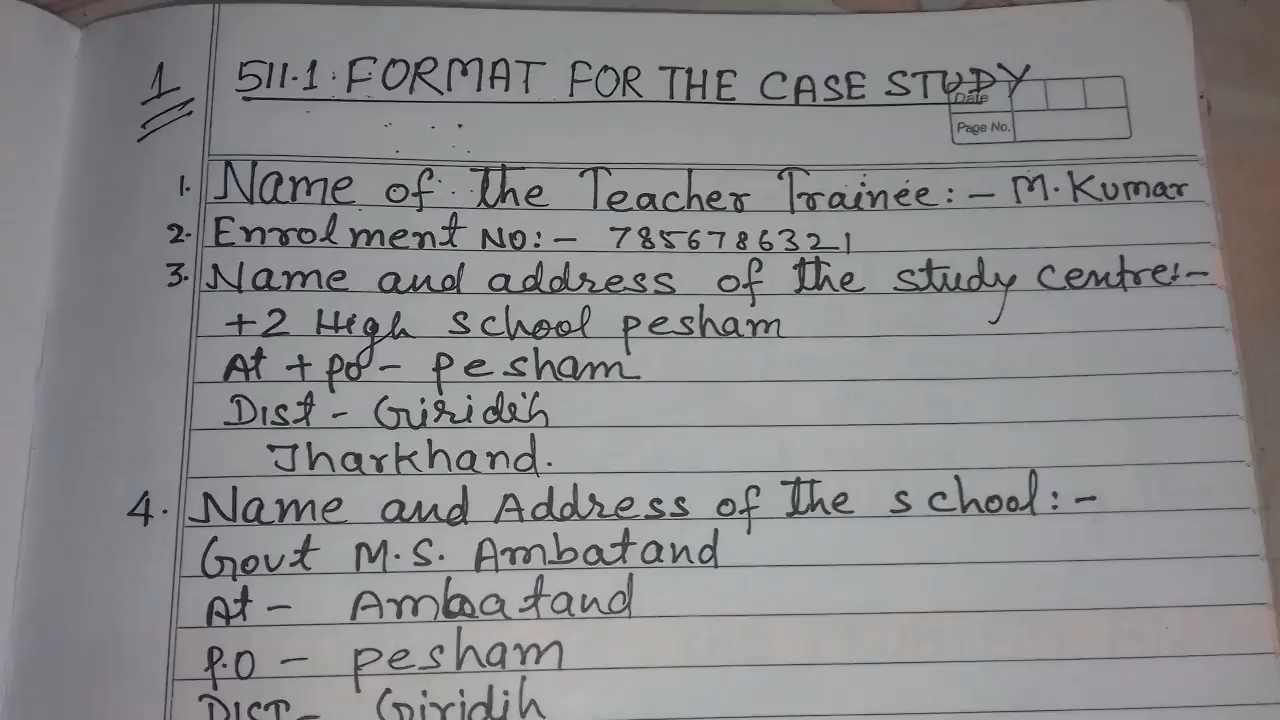 1
511.1. FORMAT FOR THE CASE STUDY
Date
Page No.
1. Name of the Teacher Trainee:- M.Kumar
2. Enrolment No:- 7856786321
3. Name and address of the study centre:-
+2 High school pesham
At + po - pesham
Dist - Giridih
Jharkhand.
4. Name and Address of the school:-
Govt M.S. Ambatand
At - Ambatand
P.O - pesham
DIST - Giridih